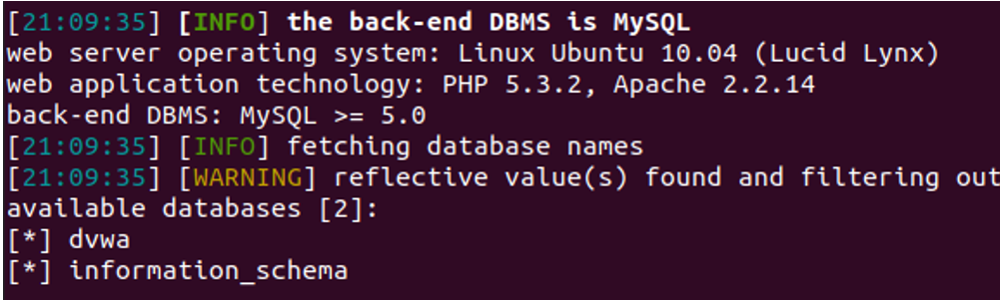 [21:09:35] [INFO] the back-end DBMS is MySQL
web server operating system: Linux Ubuntu 10.04 (Lucid Lynx)
web application technology: PHP 5.3.2, Apache 2.2.14
back-end DBMS: MySQL >= 5.0
[21:09:35] [INFO] fetching database names
[21:09:35] [WARNING] reflective value(s) found and filtering out
available databases [2]:
[*] dvwa
[*] information_schema